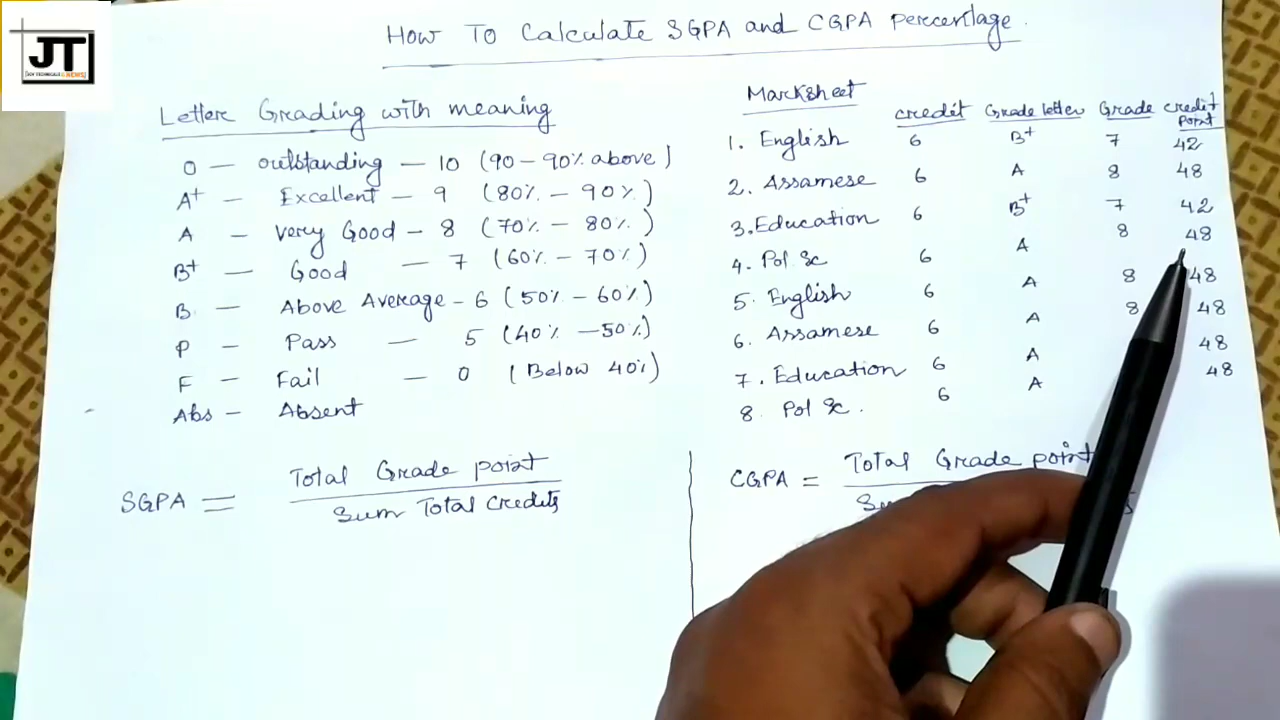 JT
How To Calculate SGPA and CGPA percentage.
Letter Grading with meaning
O — outstanding — 10 (90 – 90% above)
A+ — Excellent — 9 (80% – 90%)
A — very Good – 8 (70% – 80%)
B+ — Good — 7 (60% – 70%)
B — Above Average – 6 (50% – 60%)
P — Pass — 5 (40% – 50%)
F — Fail — 0 (Below 40%)
Abs — Absent
SGPA = Total Grade point
Sum Total Credits
Marksheet
credit Grade letter Grade credit point
1. English 6 B+ 7 42
2. Assamese 6 A 8 48
3. Education 6 B+ 7 42
4. Pol Sc 6 A 8 48
5. English 6 A 8 48
6. Assamese 6 A 8 48
7. Education 6 A 48
8. Pol Sc. 6 A 48
CGPA = Total Grade point